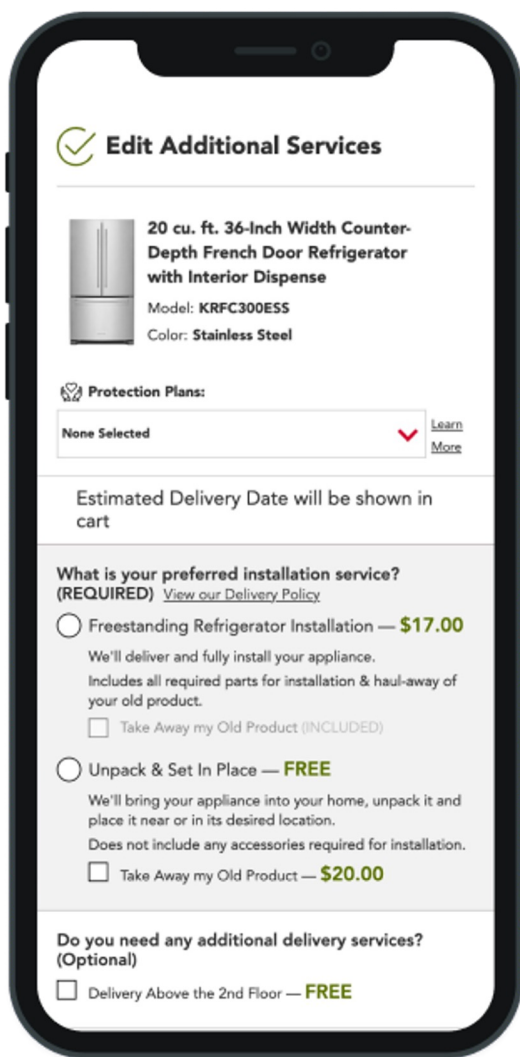 Edit Additional Services
20 cu. ft. 36-Inch Width Counter-
Depth French Door Refrigerator
with Interior Dispense
Model: KRFC300ESS
Color: Stainless Steel
Protection Plans:
None Selected
Learn
More
Estimated Delivery Date will be shown in
cart
What is your preferred installation service?
(REQUIRED) View our Delivery Policy
Freestanding Refrigerator Installation — $17.00
We'll deliver and fully install your appliance.
Includes all required parts for installation & haul-away of
your old product.
Take Away my Old Product (INCLUDED)
Unpack & Set In Place — FREE
We'll bring your appliance into your home, unpack it and
place it near or in its desired location.
Does not include any accessories required for installation.
Take Away my Old Product — $20.00
Do you need any additional delivery services?
(Optional)
Delivery Above the 2nd Floor — FREE